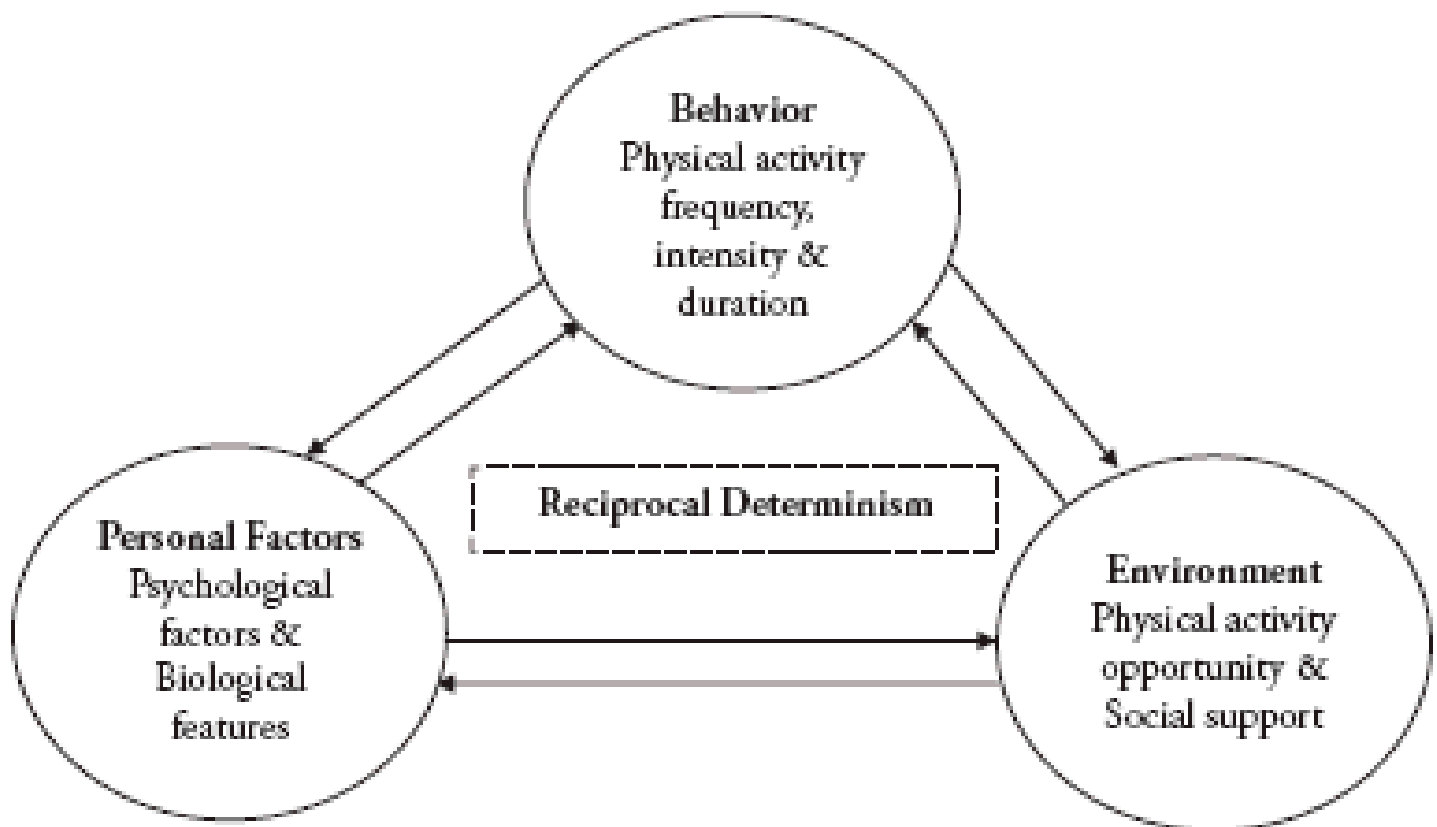 Behavior
Physical activity
frequency,
intensity &
duration
Reciprocal Determinism
Personal Factors
Psychological
factors &
Biological
features
Environment
Physical activity
opportunity &
Social support